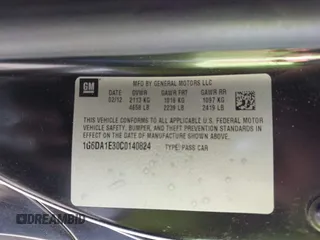 GM
MFD BY GENERAL MOTORS LLC
DATE GVWR GAWR FRT GAWR RR
02/12 2113 KG 1016 KG 1097 KG
4658 LB 2239 LB 2419 LB
THIS VEHICLE CONFORMS TO ALL APPLICABLE U.S. FEDERAL MOTOR
VEHICLE SAFETY, BUMPER, AND THEFT PREVENTION STANDARDS IN
EFFECT ON THE DATE OF MANUFACTURE SHOWN ABOVE.
1G6DA1E30C0140824 TYPE: PASS CAR
DREAMBID